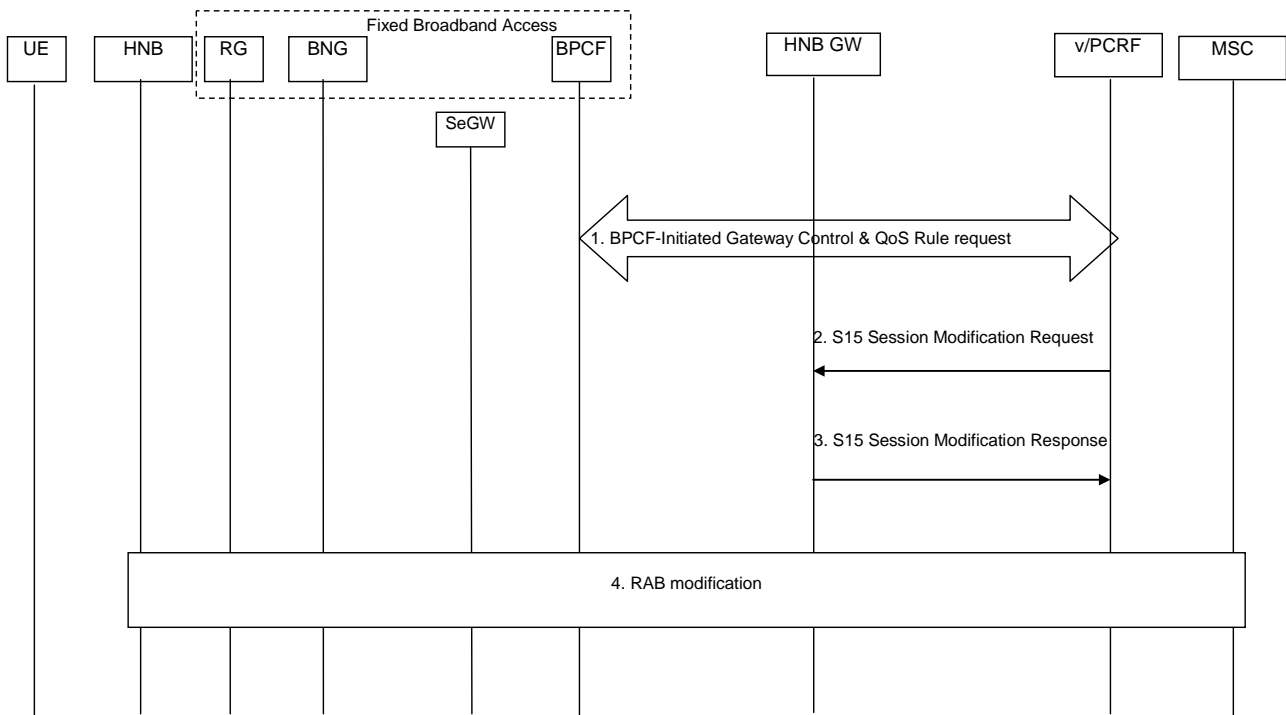 Fixed Broadband Access
UE
HNB
RG
BNG
BPCF
HNB GW
v/PCRF
MSC
SeGW
1. BPCF-Initiated Gateway Control & QoS Rule request
2. S15 Session Modification Request
3. S15 Session Modification Response
4. RAB modification